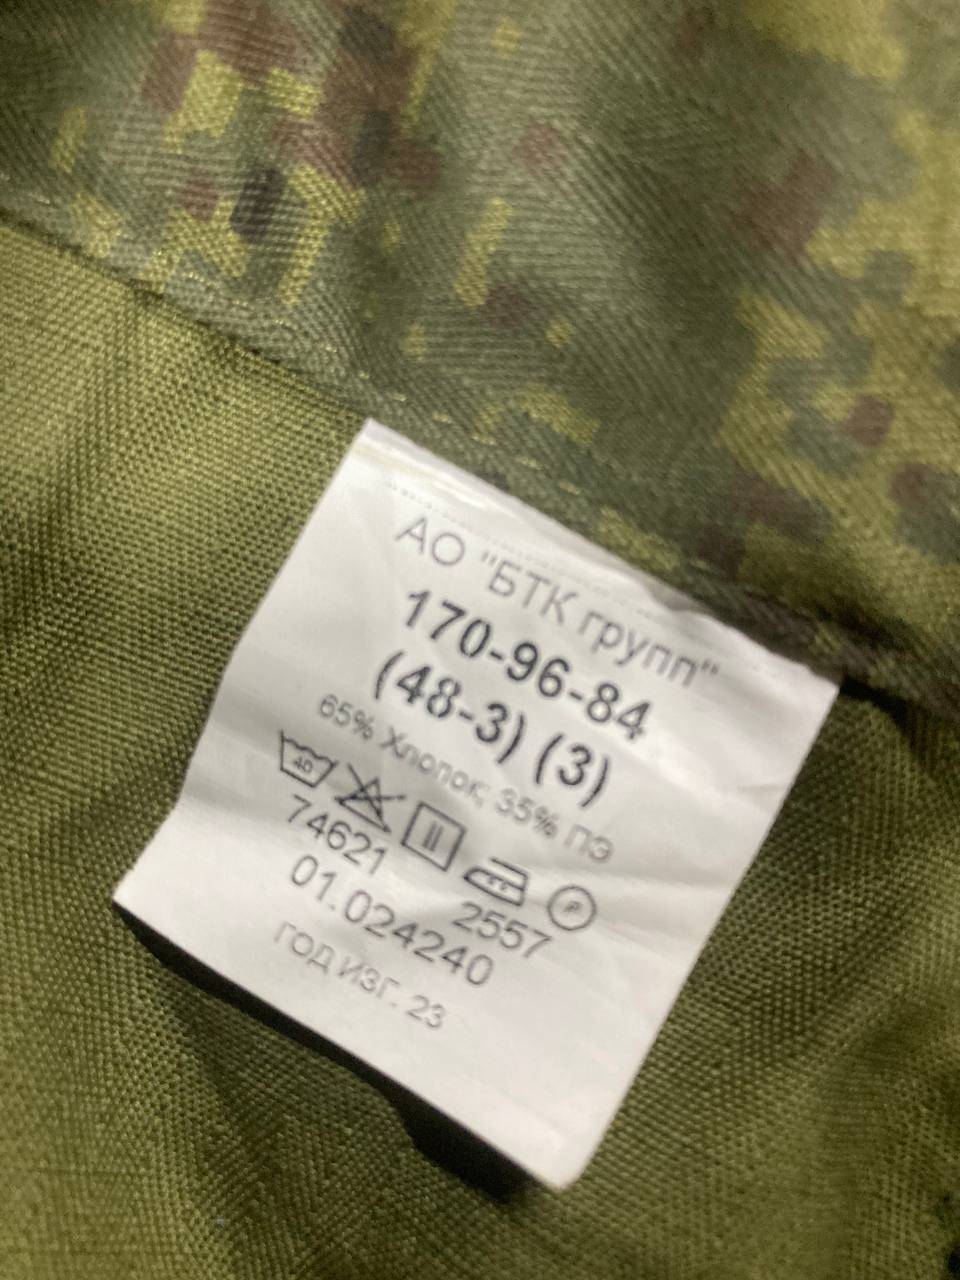 АО "БТК групп"
170-96-84
(48-3) (3)
65% Хлопок; 35% ПЭ
40 P
74621 2557
01.024240
год изг. 23